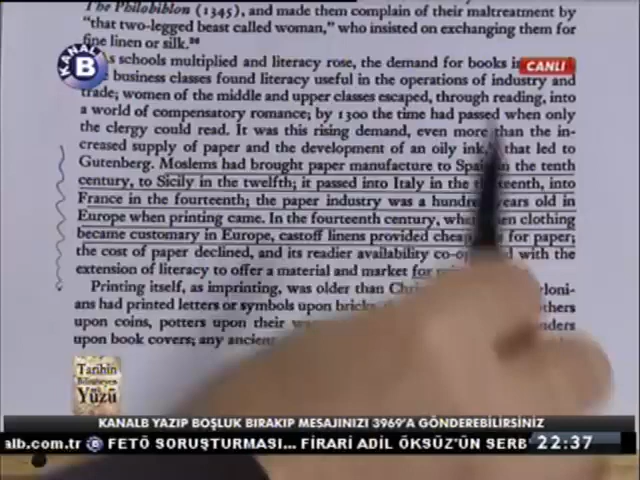 The Philobiblon (1345), and made them complain of their maltreatment by
"that two-legged beast called woman," who insisted on exchanging them for
fine linen or silk.
KANAL B
CANLI
s schools multiplied and literacy rose, the demand for books in
business classes found literacy useful in the operations of industry and
trade; women of the middle and upper classes escaped, through reading, into
a world of compensatory romance; by 1300 the time had passed when only
the clergy could read. It was this rising demand, even more than the in-
creased supply of paper and the development of an oily ink, that led to
Gutenberg. Moslems had brought paper manufacture to Spain in the tenth
century, to Sicily in the twelfth; it passed into Italy in the teenth, into
France in the fourteenth; the paper industry was a hundred years old in
Europe when printing came. In the fourteenth century, when linen clothing
became customary in Europe, castoff linens provided cheap for paper;
the cost of paper declined, and its readier availability co-op with the
extension of literacy to offer a material and market for
Printing itself, as imprinting, was older than Chr yloni-
ans had printed letters or symbols upon brick others
upon coins, potters upon their wa nders
upon book covers; any ancien
Tarihin
Bilinmeyen
Yüzü
KANALB YAZIP BOŞLUK BIRAKIP MESAJINIZI 3969'A GÖNDEREBİLİRSİNİZ
alb.com.tr B FETÖ SORUŞTURMASI... FİRARİ ADİL ÖKSÜZ'ÜN SERB 22:37